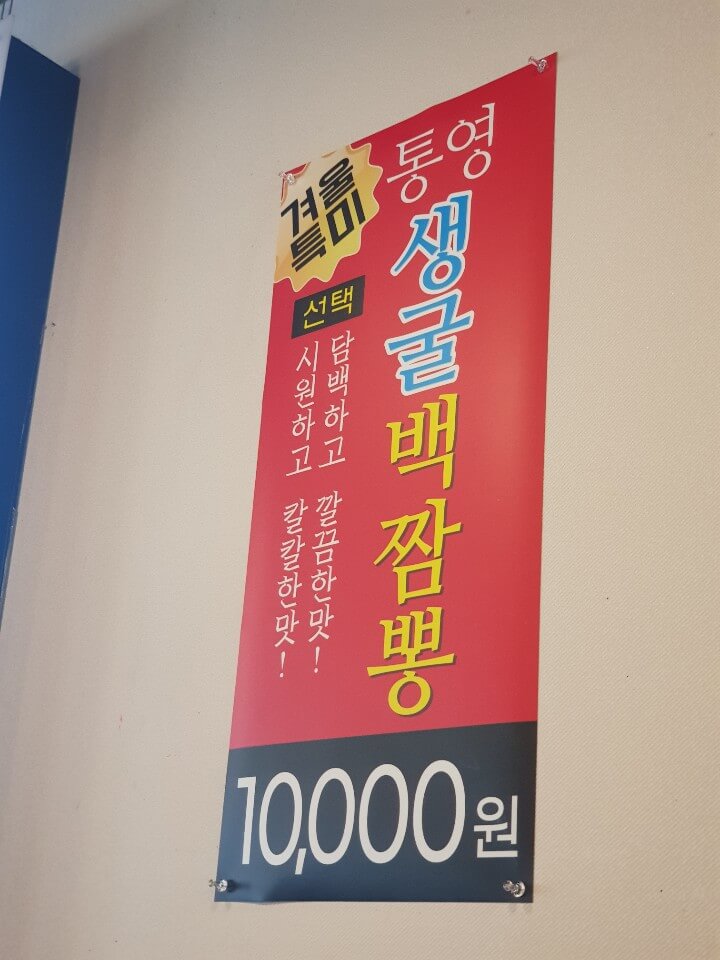 겨울
특미
통영
생굴백짬뽕
선택
담백하고 깔끔한맛!
시원하고 칼칼한맛!
10,000원